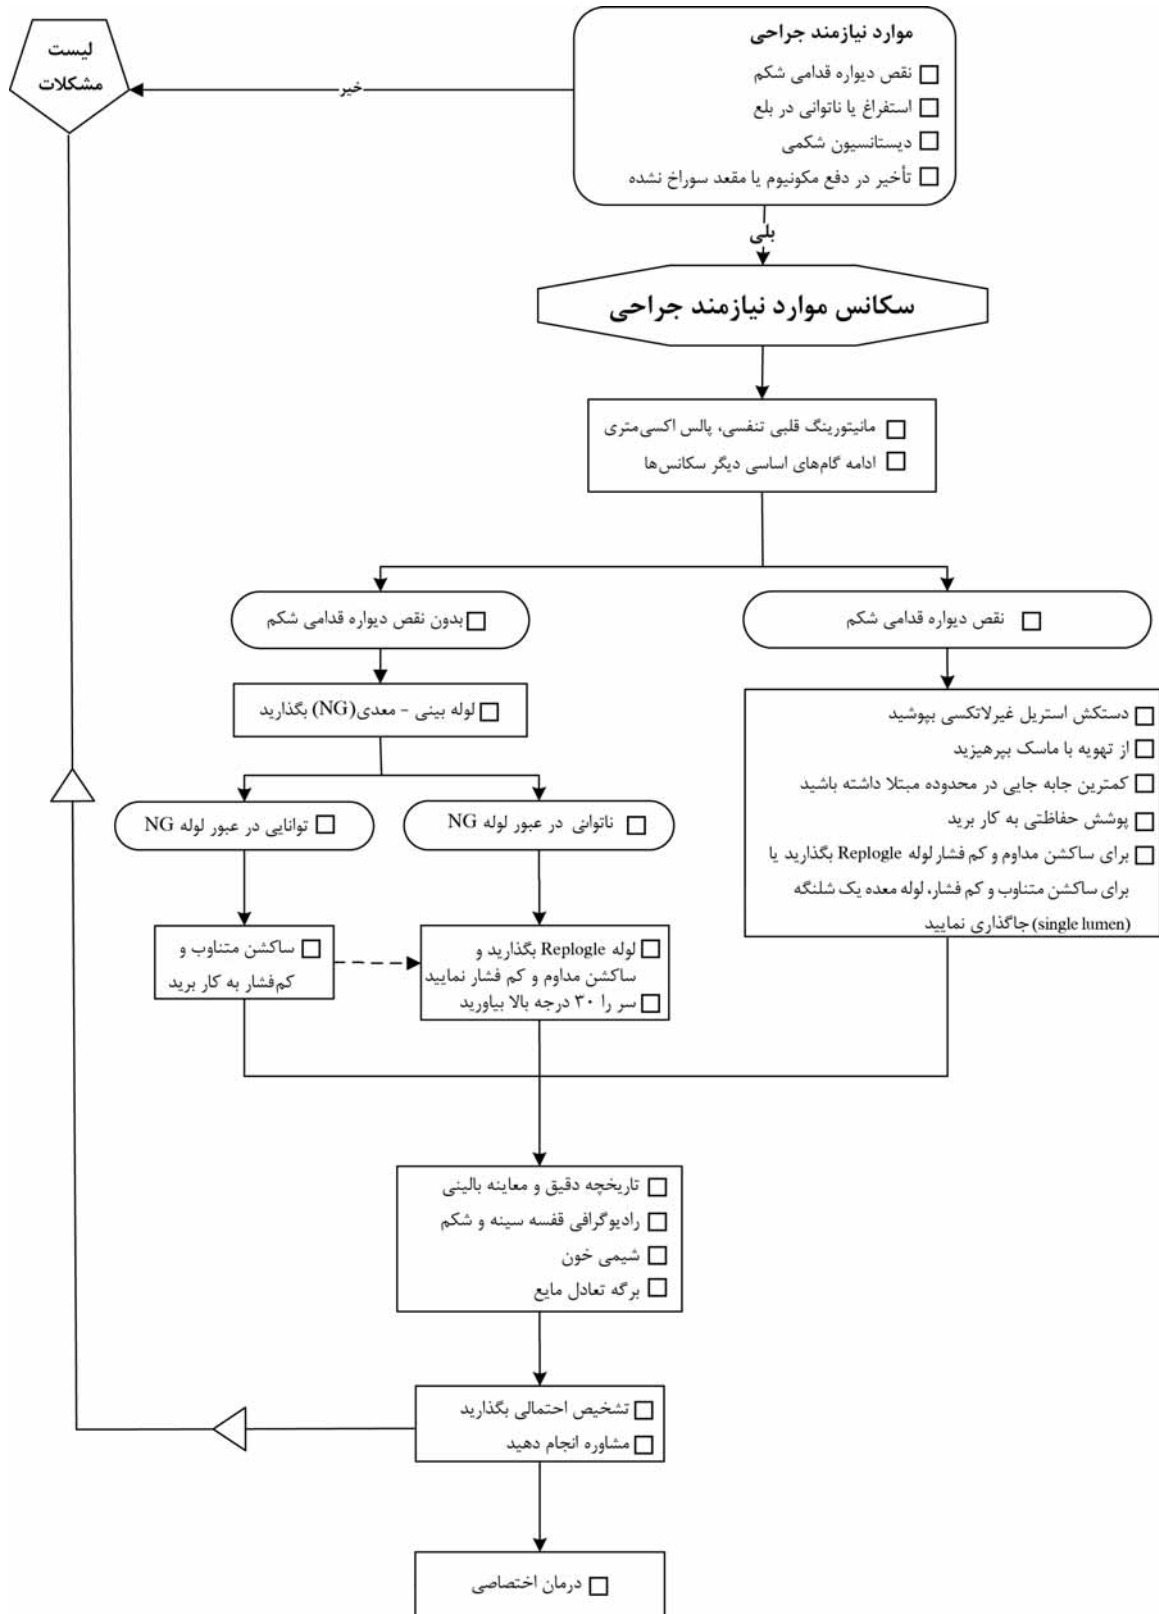 موارد نیازمند جراحی
نقص دیواره قدامی شکم
استفراغ یا ناتوانی در بلع
دیستانسیون شکمی
تأخیر در دفع مکونیوم یا مقعد سوراخ نشده
خیر
لیست
مشکلات
بلی
سکانس موارد نیازمند جراحی
مانیتورینگ قلبی تنفسی، پالس اکسی‌متری
ادامه گام‌های اساسی دیگر سکانس‌ها
نقص دیواره قدامی شکم
بدون نقص دیواره قدامی شکم
دستکش استریل غیرلاتکسی بپوشید
از تهویه با ماسک بپرهیزید
کمترین جابه جایی در محدوده مبتلا داشته باشید
پوشش حفاظتی به کار برید
برای ساکشن مداوم و کم فشار لوله Replogle بگذارید یا
برای ساکشن متناوب و کم فشار، لوله معده یک شلنگه
(single lumen) جاگذاری نمایید
لوله بینی - معدی(NG) بگذارید
ناتوانی در عبور لوله NG
توانایی در عبور لوله NG
لوله Replogle بگذارید و
ساکشن مداوم و کم فشار نمایید
سر را ۳۰ درجه بالا بیاورید
ساکشن متناوب و
کم‌فشار به کار برید
تاریخچه دقیق و معاینه بالینی
رادیوگرافی قفسه سینه و شکم
شیمی خون
برگه تعادل مایع
تشخیص احتمالی بگذارید
مشاوره انجام دهید
درمان اختصاصی